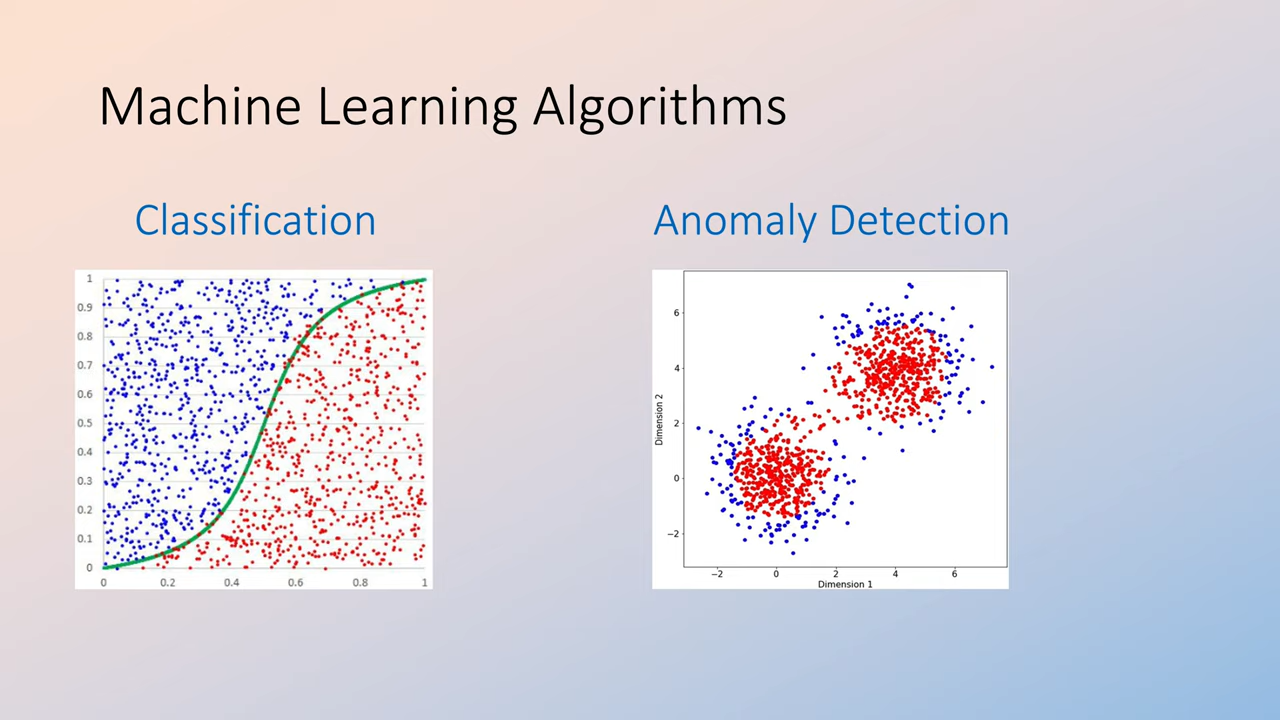 Machine Learning Algorithms
Classification
Anomaly Detection
1
0.9
0.8
0.7
0.6
0.5
0.4
0.3
0.2
0.1
0
0 0.2 0.4 0.6 0.8 1
Dimension 2
6
4
2
0
−2
−2 0 2 4 6
Dimension 1